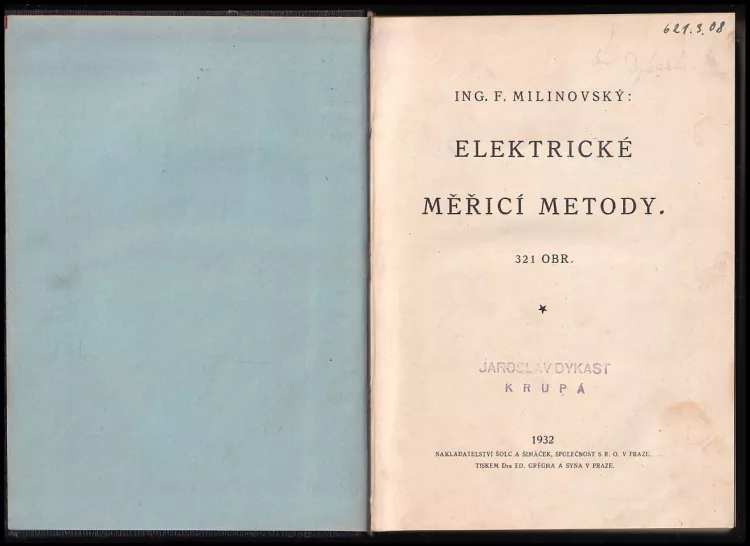 621.3.08
ING. F. MILINOVSKÝ:
ELEKTRICKÉ
MĚŘICÍ METODY.
321 OBR.
JAROSLAV DYKAST
KRUPÁ
1932
NAKLADATELSTVÍ ŠOLC A ŠIMÁČEK, SPOLEČNOST S R. O. V PRAZE.
TISKEM Dra ED. GRÉGRA A SYNA V PRAZE.